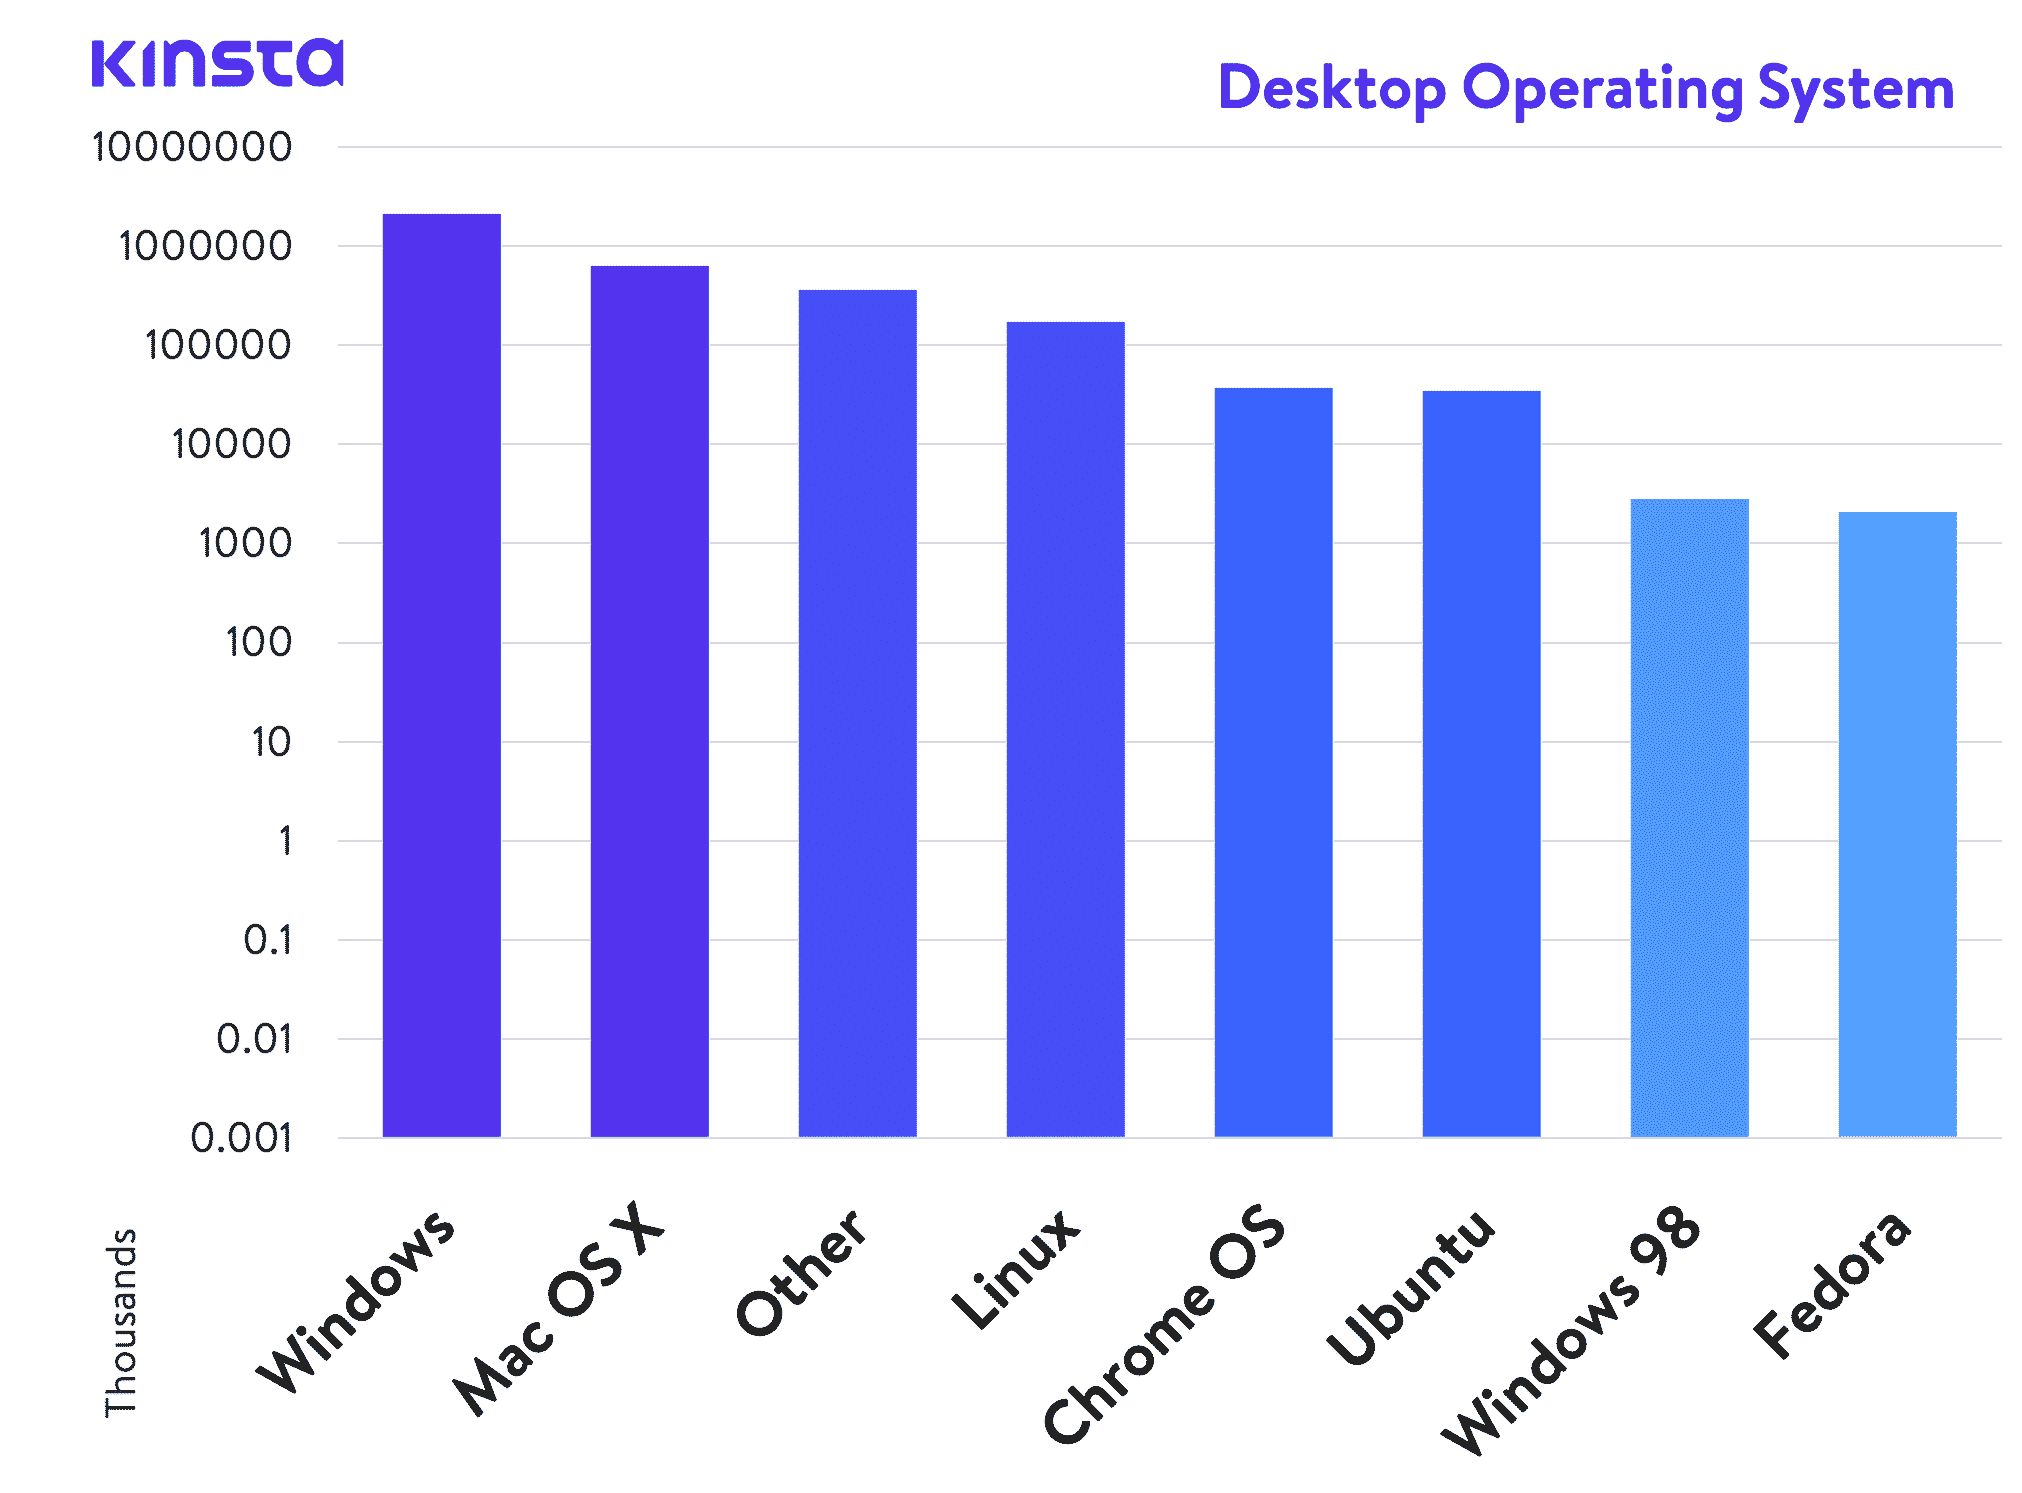 Kinsta
Desktop Operating System
10000000
1000000
100000
10000
1000
100
10
1
0.1
0.01
0.001
Thousands
Windows
Mac OS X
Other
Linux
Chrome OS
Ubuntu
Windows 98
Fedora